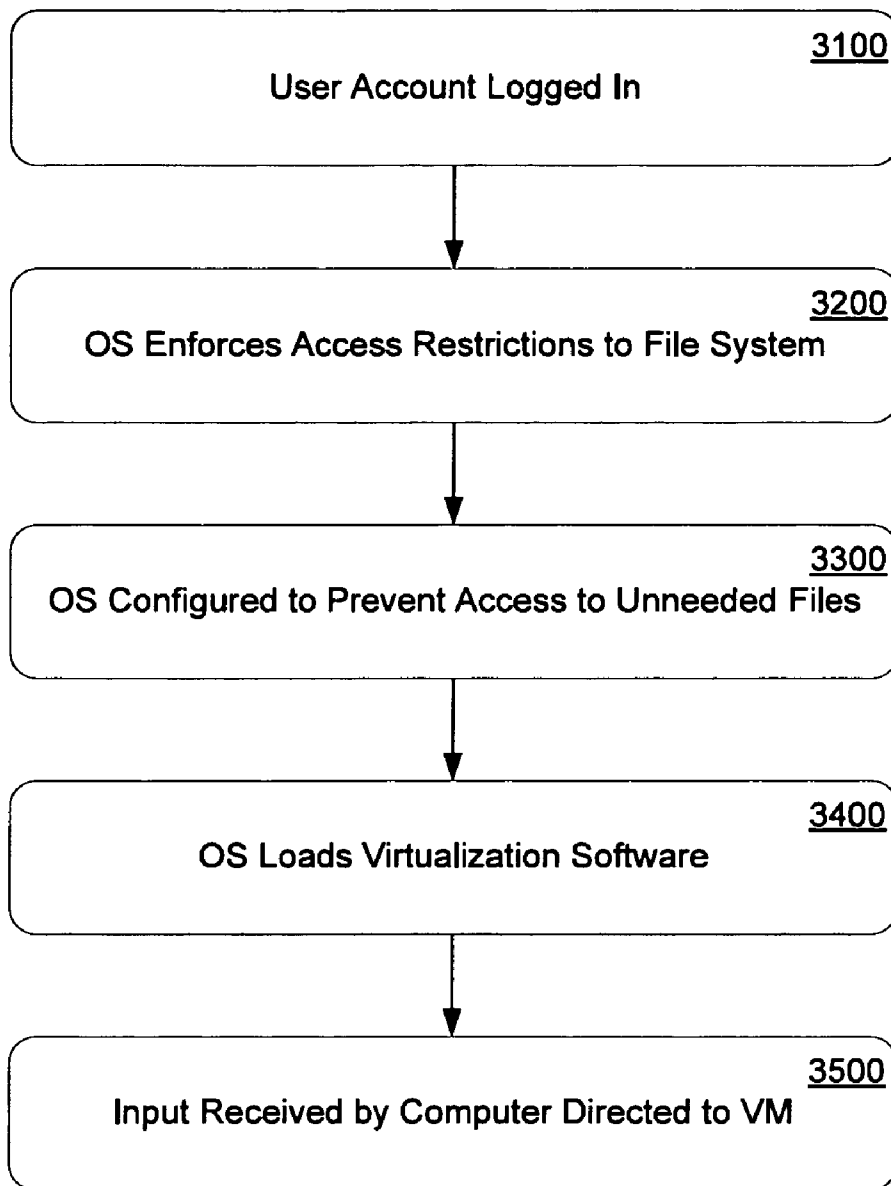 3100
User Account Logged In
3200
OS Enforces Access Restrictions to File System
3300
OS Configured to Prevent Access to Unneeded Files
3400
OS Loads Virtualization Software
3500
Input Received by Computer Directed to VM